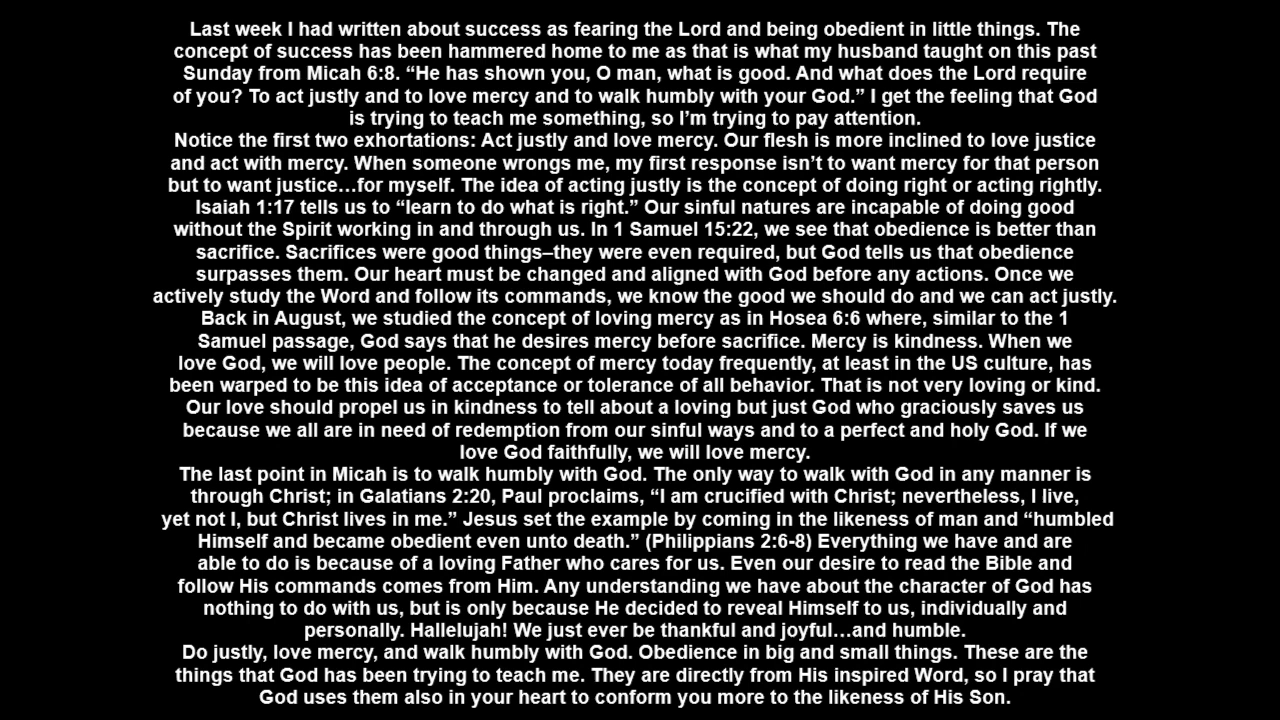 Last week I had written about success as fearing the Lord and being obedient in little things. The
concept of success has been hammered home to me as that is what my husband taught on this past
Sunday from Micah 6:8. “He has shown you, O man, what is good. And what does the Lord require
of you? To act justly and to love mercy and to walk humbly with your God.” I get the feeling that God
is trying to teach me something, so I’m trying to pay attention.
Notice the first two exhortations: Act justly and love mercy. Our flesh is more inclined to love justice
and act with mercy. When someone wrongs me, my first response isn’t to want mercy for that person
but to want justice…for myself. The idea of acting justly is the concept of doing right or acting rightly.
Isaiah 1:17 tells us to “learn to do what is right.” Our sinful natures are incapable of doing good
without the Spirit working in and through us. In 1 Samuel 15:22, we see that obedience is better than
sacrifice. Sacrifices were good things–they were even required, but God tells us that obedience
surpasses them. Our heart must be changed and aligned with God before any actions. Once we
actively study the Word and follow its commands, we know the good we should do and we can act justly.
Back in August, we studied the concept of loving mercy as in Hosea 6:6 where, similar to the 1
Samuel passage, God says that he desires mercy before sacrifice. Mercy is kindness. When we
love God, we will love people. The concept of mercy today frequently, at least in the US culture, has
been warped to be this idea of acceptance or tolerance of all behavior. That is not very loving or kind.
Our love should propel us in kindness to tell about a loving but just God who graciously saves us
because we all are in need of redemption from our sinful ways and to a perfect and holy God. If we
love God faithfully, we will love mercy.
The last point in Micah is to walk humbly with God. The only way to walk with God in any manner is
through Christ; in Galatians 2:20, Paul proclaims, “I am crucified with Christ; nevertheless, I live,
yet not I, but Christ lives in me.” Jesus set the example by coming in the likeness of man and “humbled
Himself and became obedient even unto death.” (Philippians 2:6-8) Everything we have and are
able to do is because of a loving Father who cares for us. Even our desire to read the Bible and
follow His commands comes from Him. Any understanding we have about the character of God has
nothing to do with us, but is only because He decided to reveal Himself to us, individually and
personally. Hallelujah! We just ever be thankful and joyful…and humble.
Do justly, love mercy, and walk humbly with God. Obedience in big and small things. These are the
things that God has been trying to teach me. They are directly from His inspired Word, so I pray that
God uses them also in your heart to conform you more to the likeness of His Son.